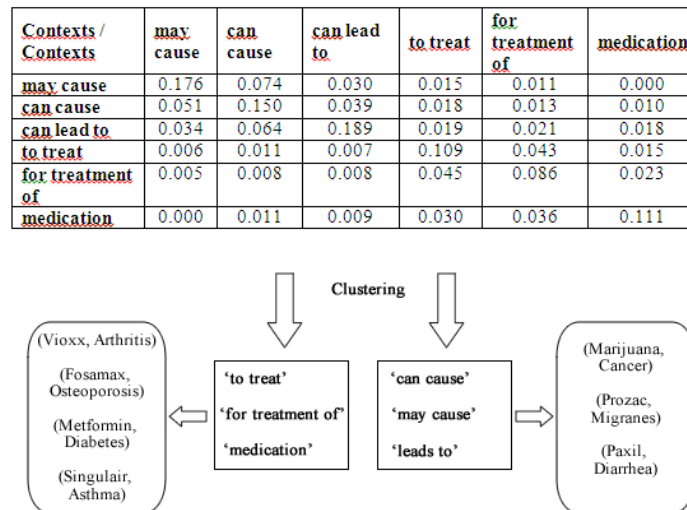 Contexts / Contexts may cause can cause can lead to to treat for treatment of medication
may cause 0.176 0.074 0.030 0.015 0.011 0.000
can cause 0.051 0.150 0.039 0.018 0.013 0.010
can lead to 0.034 0.064 0.189 0.019 0.021 0.018
to treat 0.006 0.011 0.007 0.109 0.043 0.015
for treatment of 0.005 0.008 0.008 0.045 0.086 0.023
medication 0.000 0.011 0.009 0.030 0.036 0.111
Clustering
(Vioxx, Arthritis)
(Fosamax,
Osteoporosis)
(Metformin,
Diabetes)
(Singulair,
Asthma)
‘to treat’
‘for treatment of’
‘medication’
‘can cause’
‘may cause’
‘leads to’
(Marijuana,
Cancer)
(Prozac,
Migranes)
(Paxil,
Diarrhea)